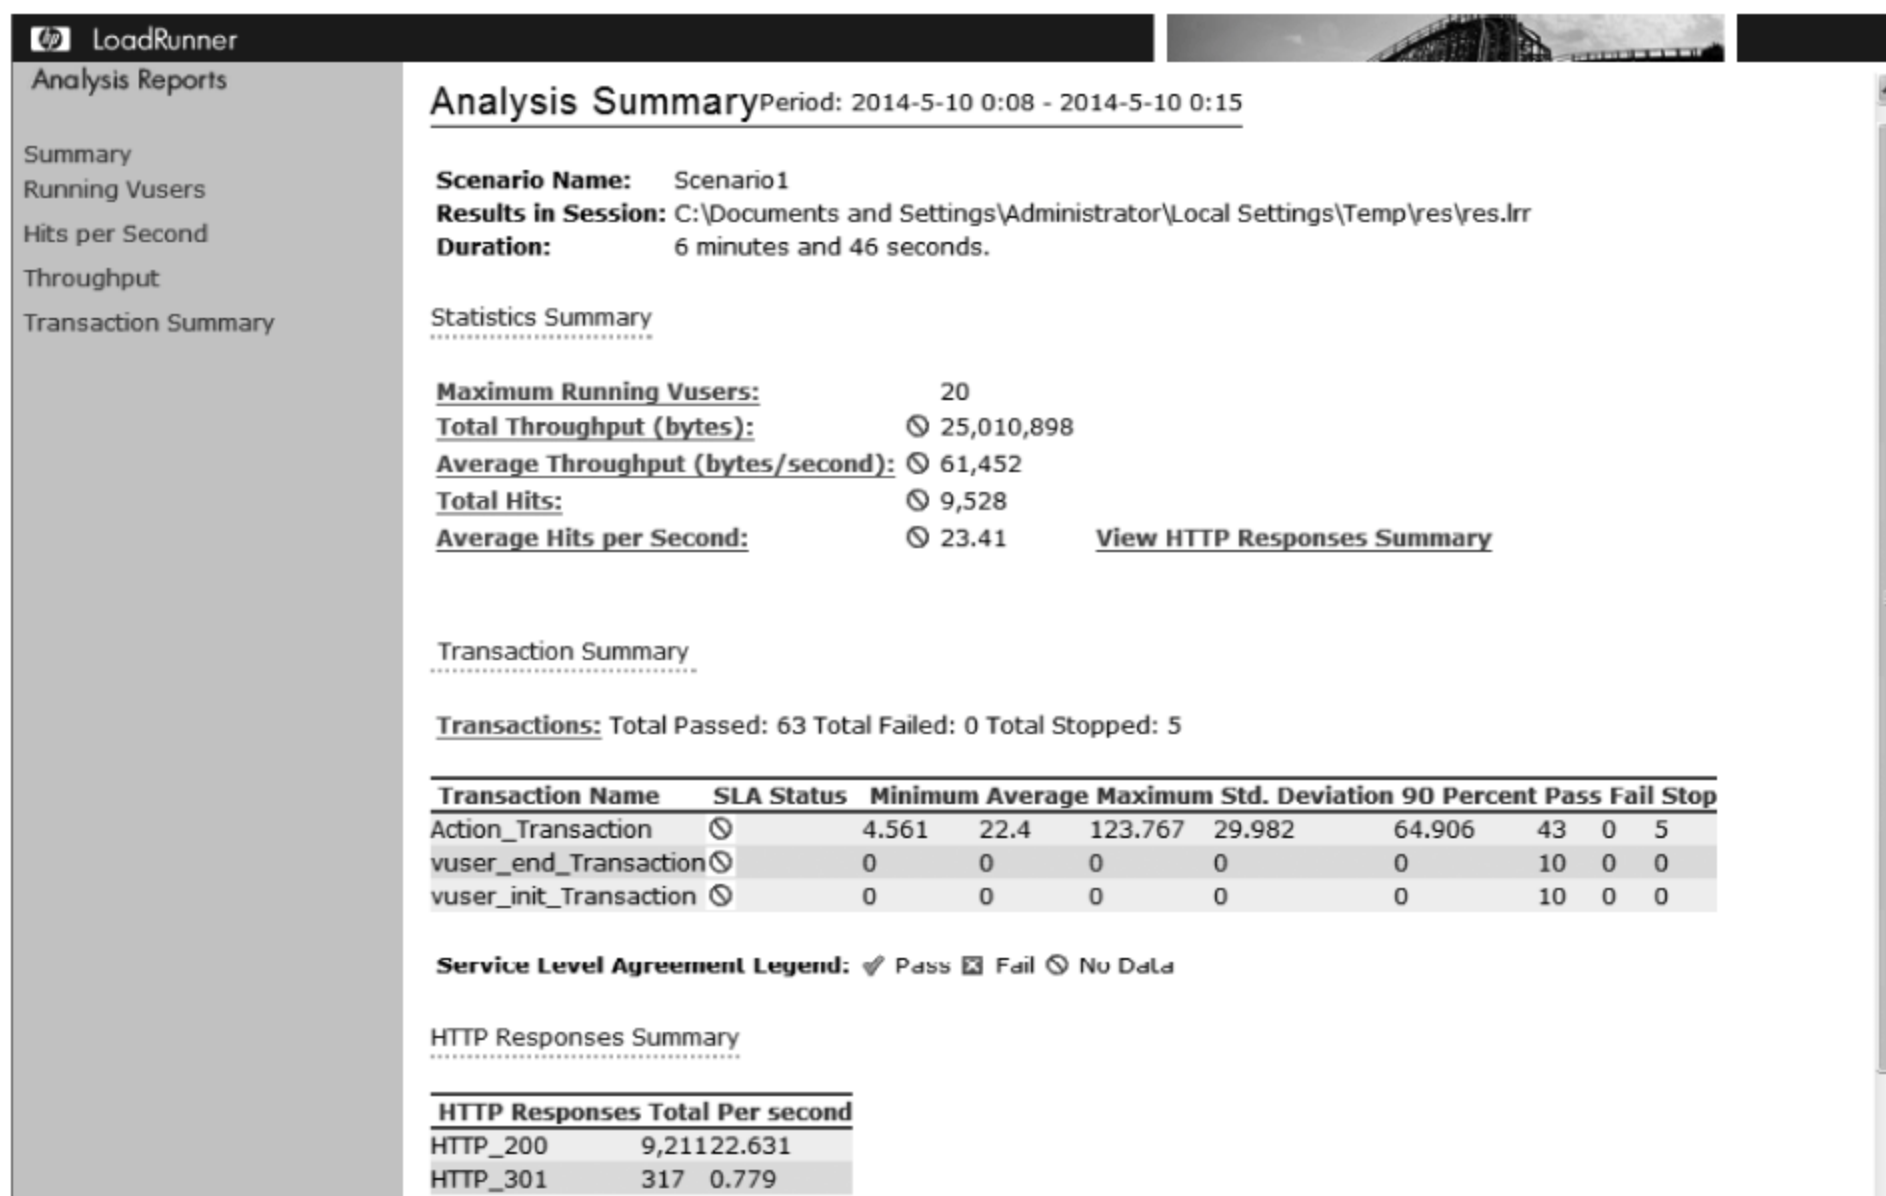 hp LoadRunner
Analysis Reports
Summary
Running Vusers
Hits per Second
Throughput
Transaction Summary
Analysis Summary Period: 2014-5-10 0:08 - 2014-5-10 0:15
Scenario Name: Scenario1
Results in Session: C:\Documents and Settings\Administrator\Local Settings\Temp\res\res.lrr
Duration: 6 minutes and 46 seconds.
Statistics Summary
Maximum Running Vusers: 20
Total Throughput (bytes): 25,010,898
Average Throughput (bytes/second): 61,452
Total Hits: 9,528
Average Hits per Second: 23.41 View HTTP Responses Summary
Transaction Summary
Transactions: Total Passed: 63 Total Failed: 0 Total Stopped: 5
Transaction Name SLA Status Minimum Average Maximum Std. Deviation 90 Percent Pass Fail Stop
Action_Transaction 4.561 22.4 123.767 29.982 64.906 43 0 5
vuser_end_Transaction 0 0 0 0 0 10 0 0
vuser_init_Transaction 0 0 0 0 0 10 0 0
Service Level Agreement Legend: Pass Fail No Data
HTTP Responses Summary
HTTP Responses Total Per second
HTTP_200 9,211 22.631
HTTP_301 317 0.779